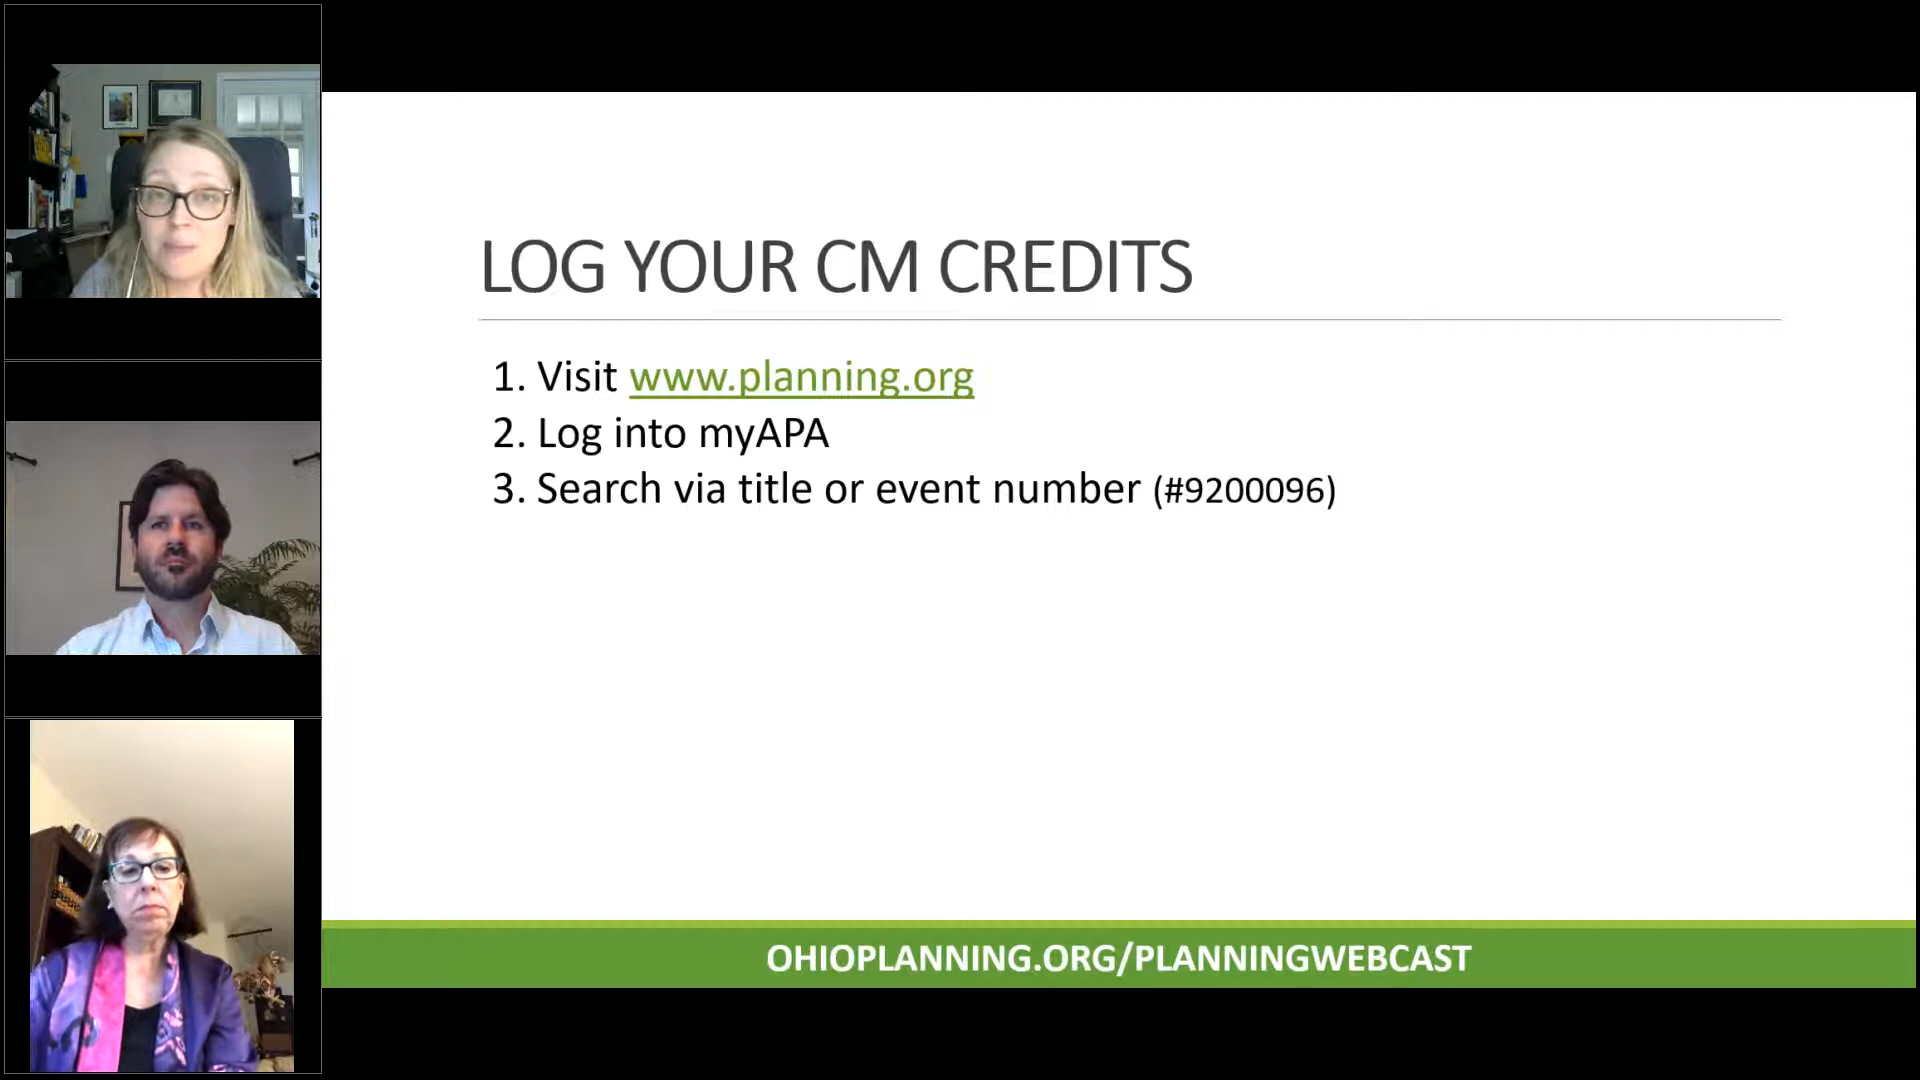 LOG YOUR CM CREDITS
1. Visit www.planning.org
2. Log into myAPA
3. Search via title or event number (#9200096)
OHIOPLANNING.ORG/PLANNINGWEBCAST